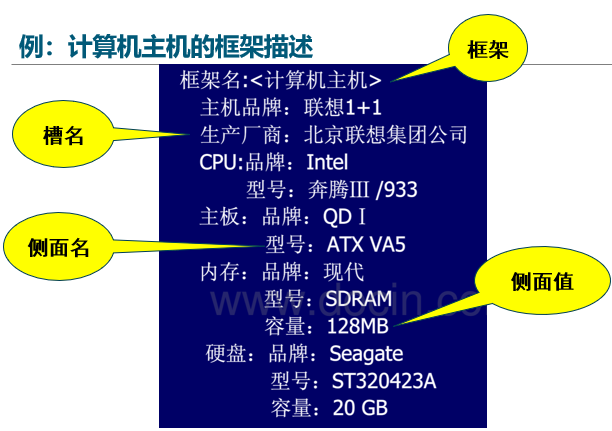 例：计算机主机的框架描述
框架
框架名:<计算机主机>
主机品牌：联想1+1
槽名
生产厂商：北京联想集团公司
CPU:品牌：Intel
型号：奔腾Ⅲ /933
主板：品牌：QDⅠ
侧面名
型号：ATX VA5
内存：品牌：现代
侧面值
型号：SDRAM
www.docin.co
容量：128MB
硬盘：品牌：Seagate
型号：ST320423A
容量：20 GB